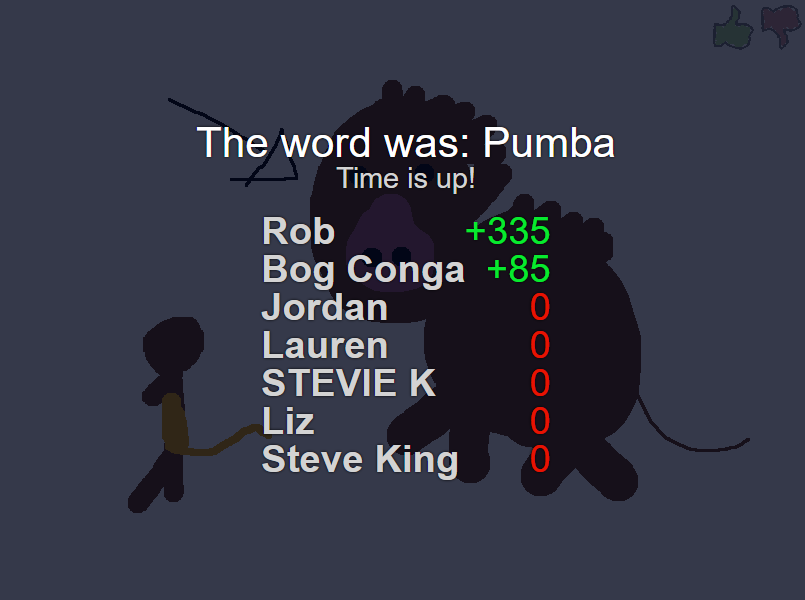 The word was: Pumba
Time is up!
Rob +335
Bog Conga +85
Jordan 0
Lauren 0
STEVIE K 0
Liz 0
Steve King 0